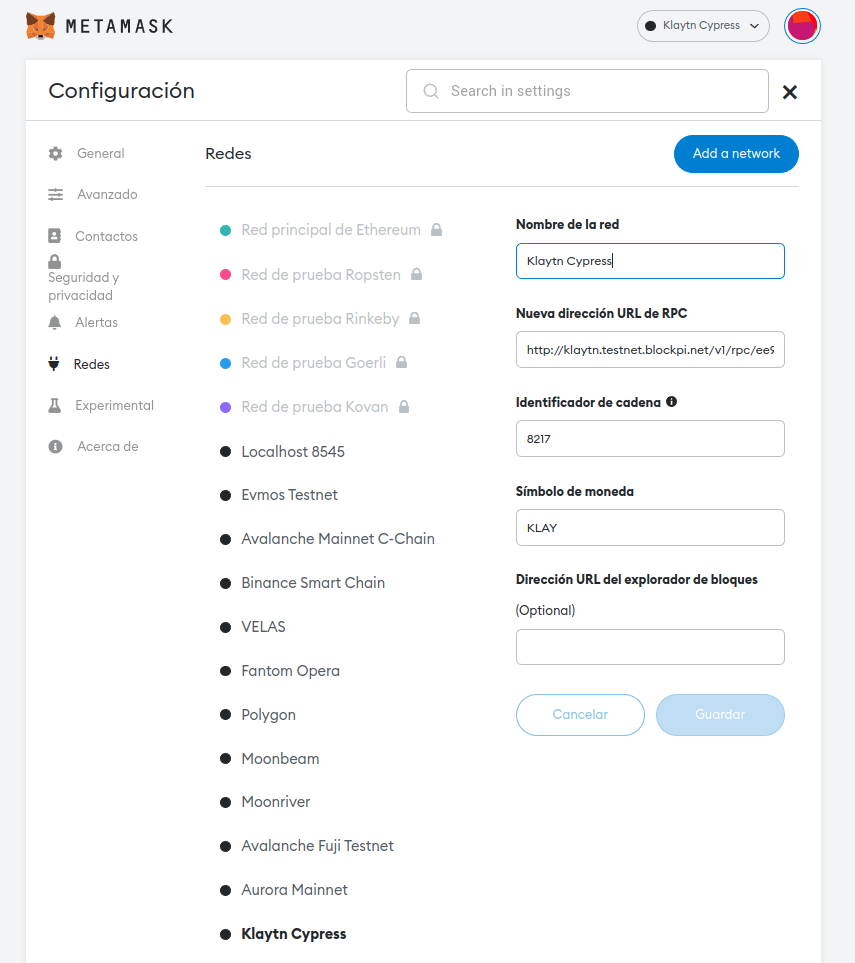 METAMASK
Klaytn Cypress
Configuración
Search in settings
General
Avanzado
Contactos
Seguridad y
privacidad
Alertas
Redes
Experimental
Acerca de
Redes
Add a network
Red principal de Ethereum
Red de prueba Ropsten
Red de prueba Rinkeby
Red de prueba Goerli
Red de prueba Kovan
Localhost 8545
Evmos Testnet
Avalanche Mainnet C-Chain
Binance Smart Chain
VELAS
Fantom Opera
Polygon
Moonbeam
Moonriver
Avalanche Fuji Testnet
Aurora Mainnet
Klaytn Cypress
Nombre de la red
Klaytn Cypress
Nueva dirección URL de RPC
http://klaytn.testnet.blockpi.net/v1/rpc/ee9
Identificador de cadena
8217
Símbolo de moneda
KLAY
Dirección URL del explorador de bloques
(Optional)
Cancelar
Guardar